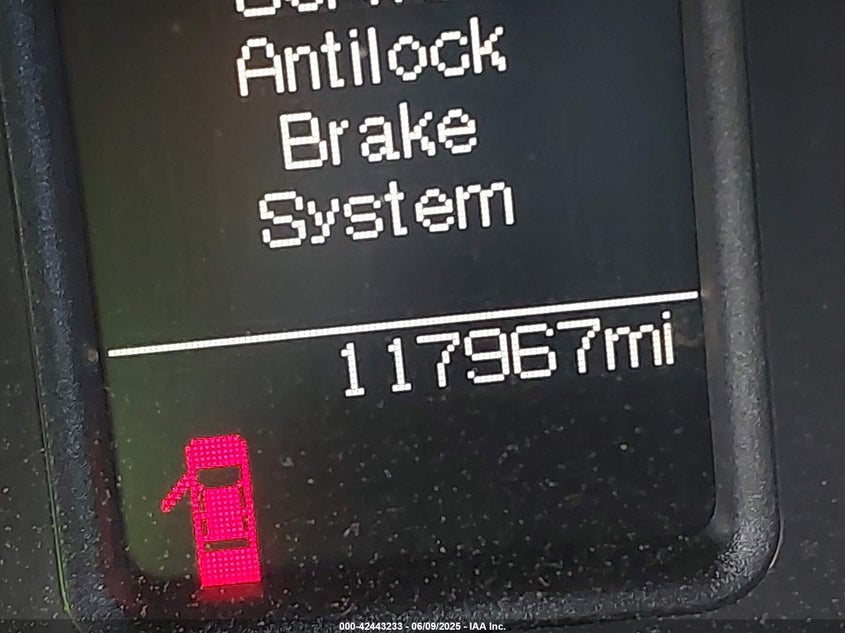 Antilock
Brake
System
117967mi
000-42443233 - 06/09/2025 - IAA Inc.